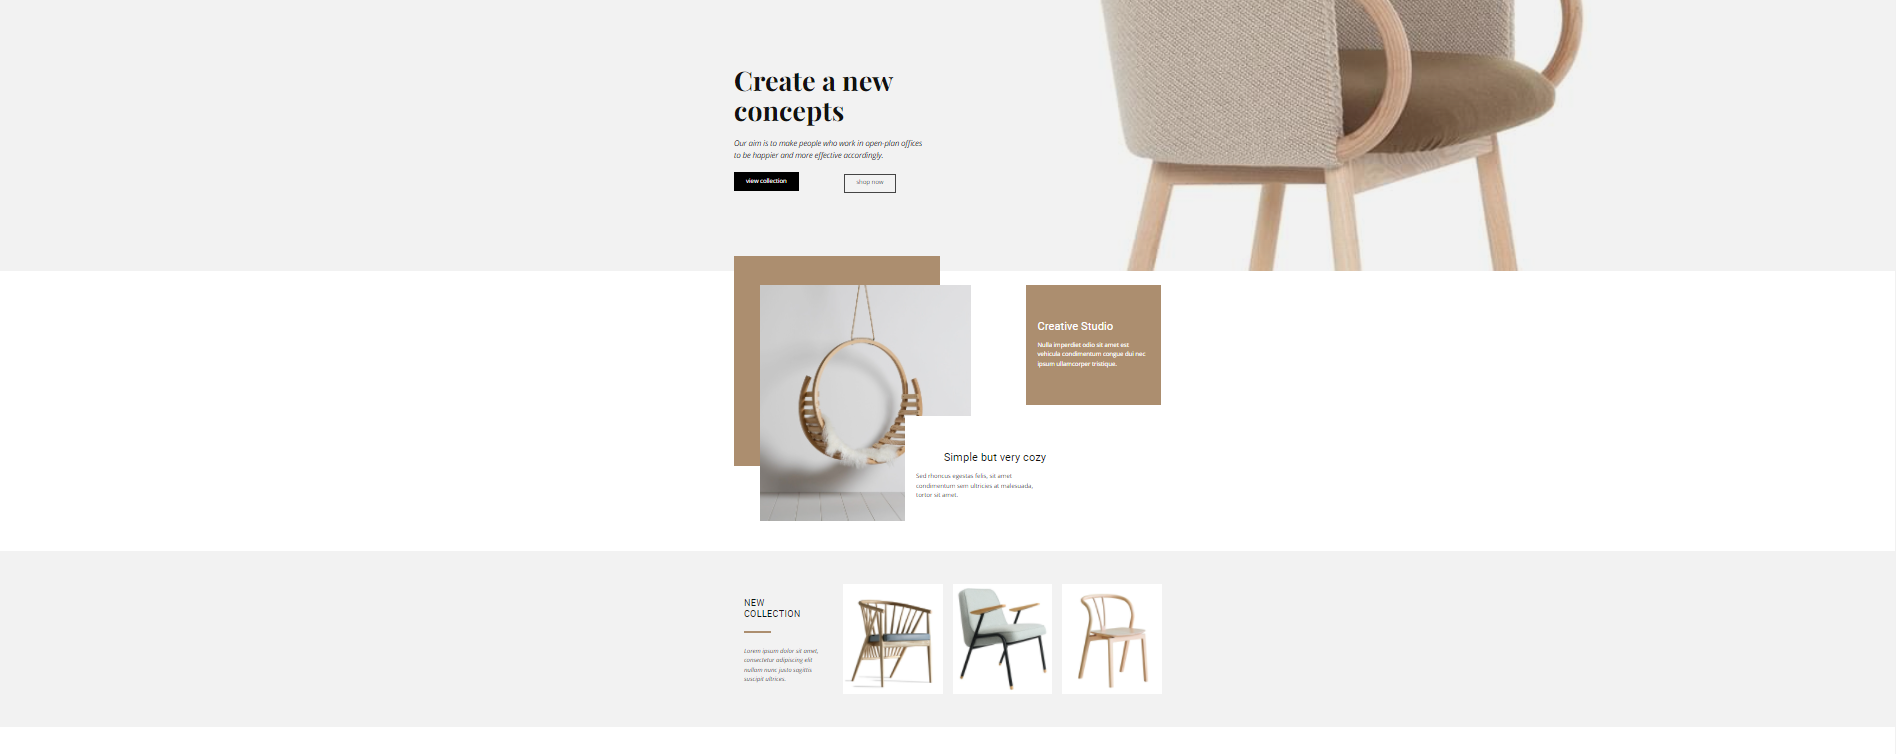 Create a new
concepts
Our aim is to make people who work in open-plan offices
to be happier and more effective accordingly.
view collection
shop now
Creative Studio
Nulla imperdiet odio sit amet est
vehicula condimentum congue dui nec
ipsum ullamcorper tristique.
Simple but very cozy
Sed rhoncus egestas felis, sit amet
condimentum sem ultricies at malesuada,
tortor sit amet.
NEW
COLLECTION
Lorem ipsum dolor sit amet,
consectetur adipiscing elit
nullam nunc justo sagittis
suscipit ultrices.